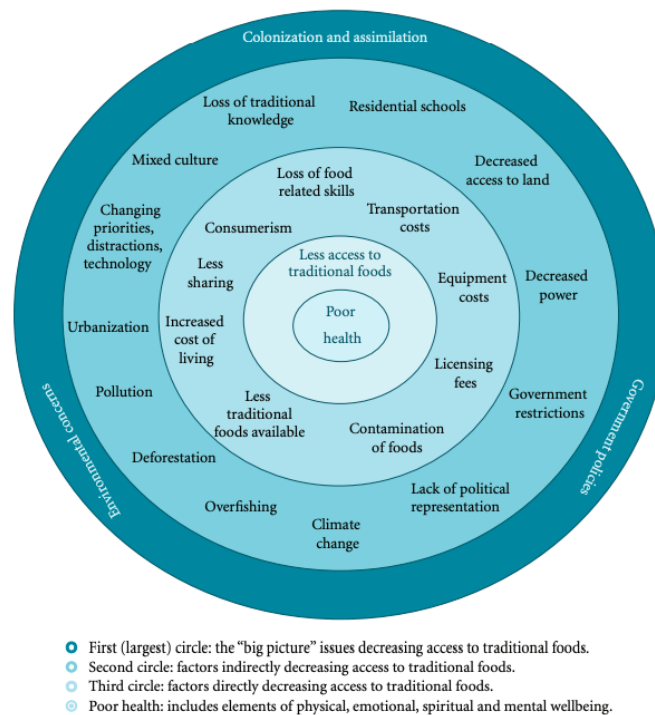 Colonization and assimilation
Loss of traditional
knowledge
Residential schools
Mixed culture
Decreased
access to land
Loss of food
related skills
Transportation
costs
Changing
priorities,
distractions,
technology
Consumerism
Less access to
traditional foods
Less
sharing
Equipment
costs
Decreased
power
Poor
health
Urbanization
Increased
cost of
living
Licensing
fees
Pollution
Less
traditional
foods available
Government
restrictions
Contamination
of foods
Deforestation
Overfishing
Climate
change
Lack of political
representation
Environmental concerns
Government policies
First (largest) circle: the “big picture” issues decreasing access to traditional foods.
Second circle: factors indirectly decreasing access to traditional foods.
Third circle: factors directly decreasing access to traditional foods.
Poor health: includes elements of physical, emotional, spiritual and mental wellbeing.